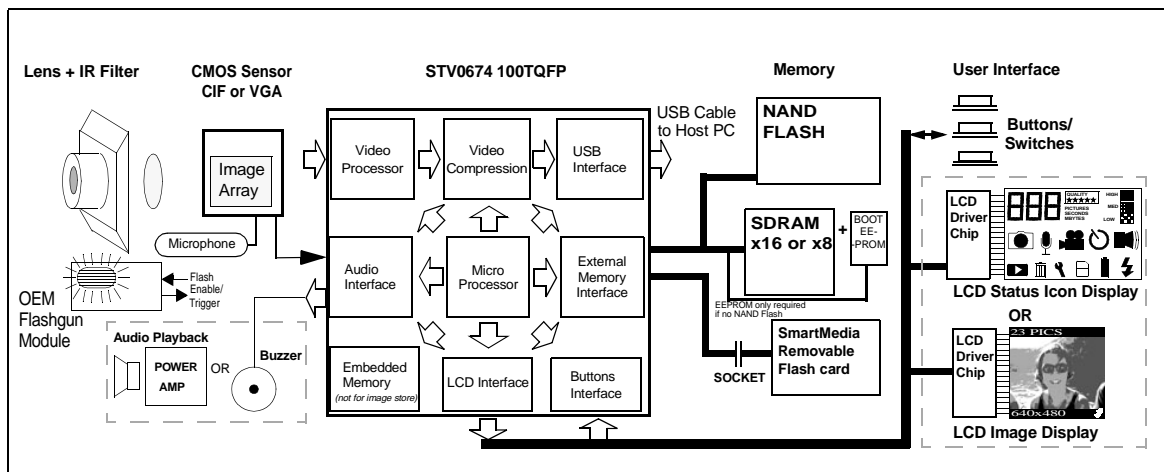 Lens + IR Filter
CMOS Sensor
CIF or VGA
STV0674 100TQFP
Memory
User Interface
Image
Array
Microphone
Flash
Enable/
Trigger
OEM
Flashgun
Module
Audio Playback
POWER
AMP
OR
Buzzer
Video
Processor
Video
Compression
USB
Interface
Audio
Interface
Micro
Processor
External
Memory
Interface
Embedded
Memory
(not for image store)
LCD Interface
Buttons
Interface
USB Cable
to Host PC
NAND
FLASH
SDRAM
x16 or x8
+
BOOT
EE-
-PROM
EEPROM only required
if no NAND Flash
SOCKET
SmartMedia
Removable
Flash card
Buttons/
Switches
LCD
Driver
Chip
888
QUALITY
★★★★★
PICTURES
SECONDS
MBYTES
HIGH
MED
LOW
LCD Status Icon Display
OR
LCD
Driver
Chip
23 PICS
640x480
LCD Image Display